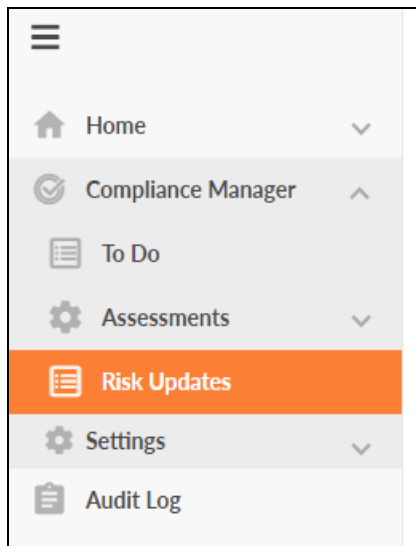 Home
Compliance Manager
To Do
Assessments
Risk Updates
Settings
Audit Log